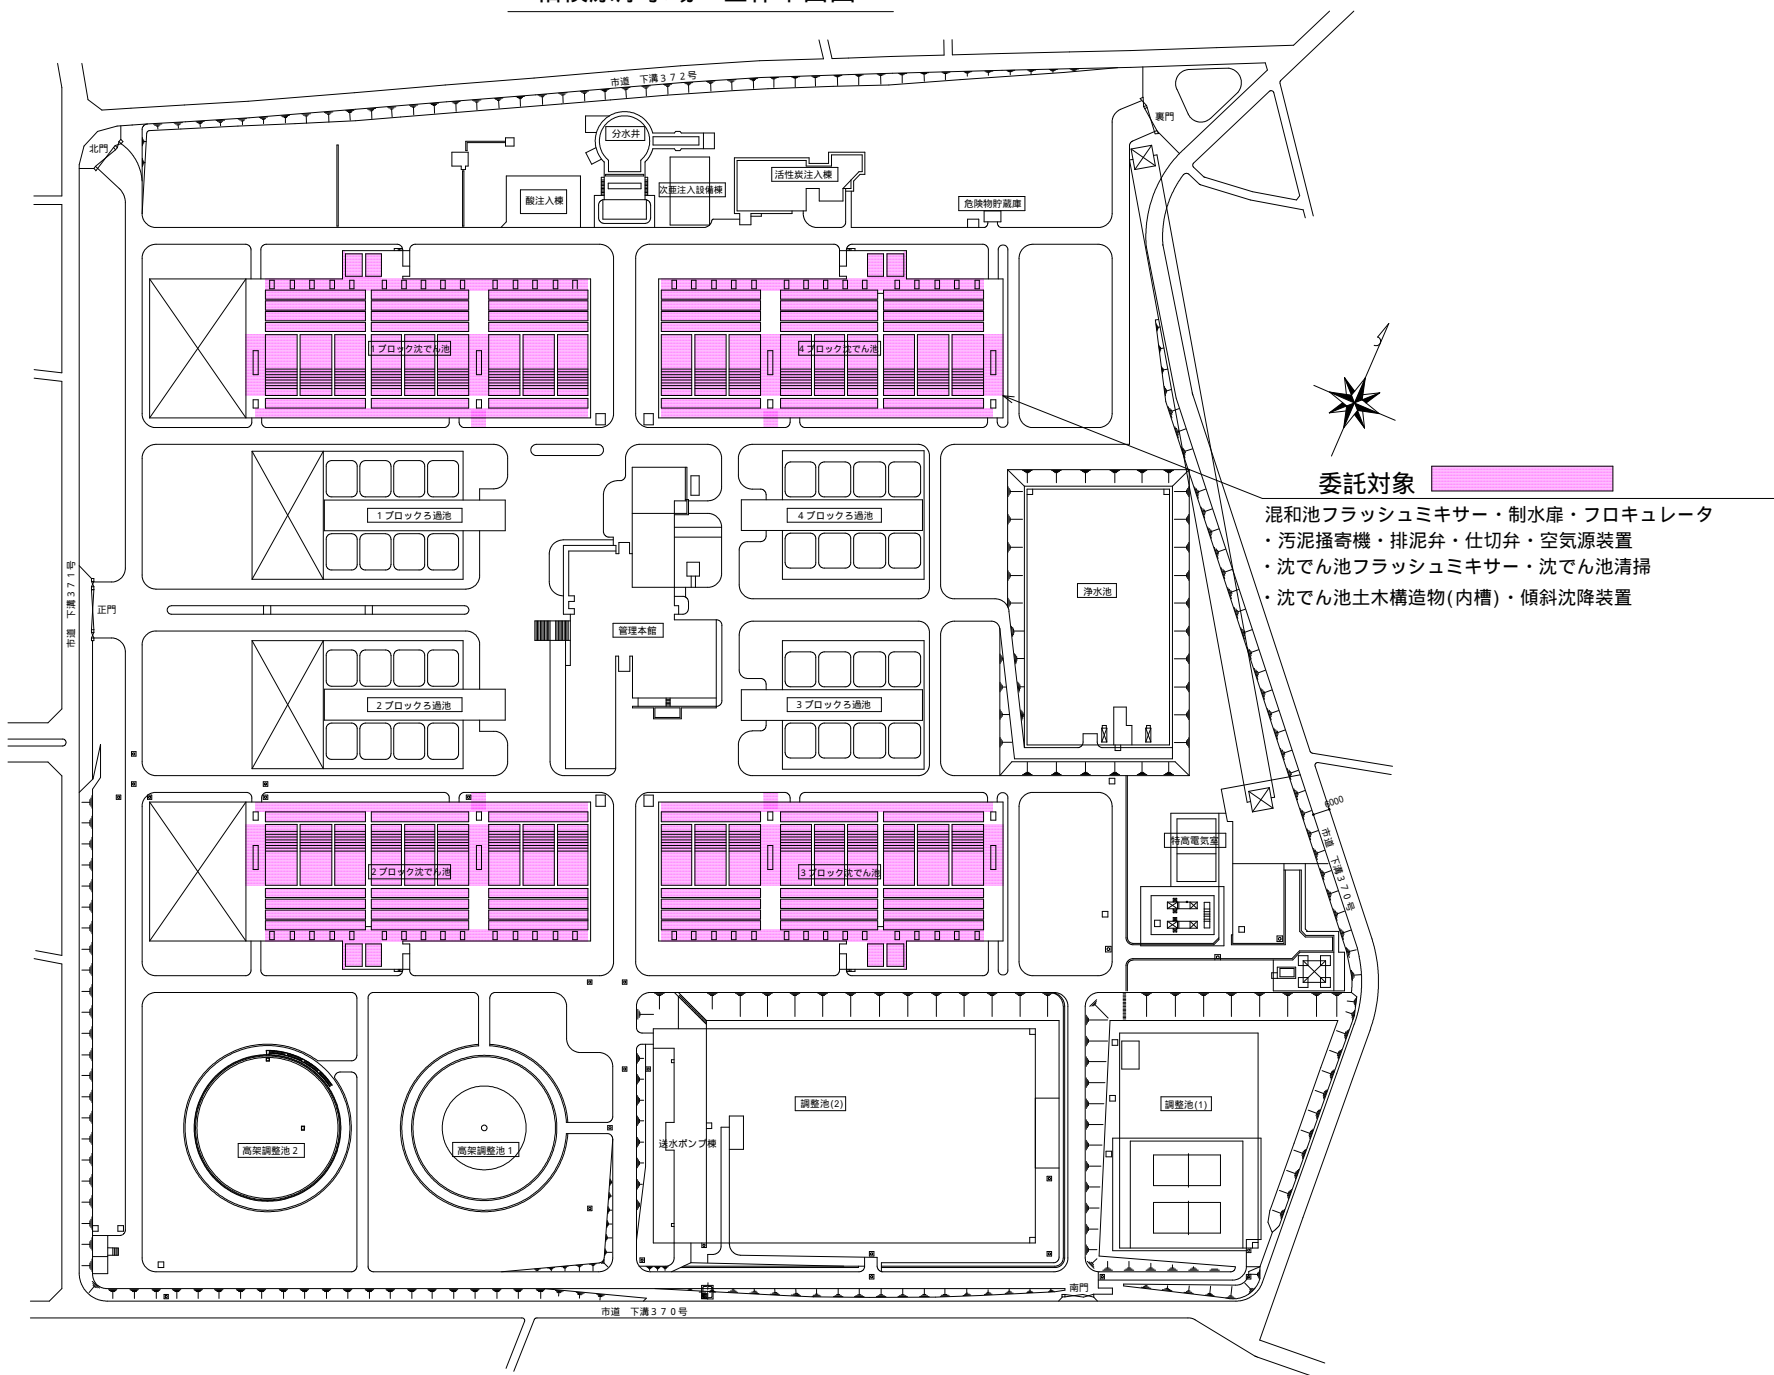 市道 下溝372号
分水井
裏門
北門
活性炭注入棟
次亜注入設備棟
酸注入棟
危険物貯蔵庫
1ブロック沈でん池
4ブロック沈でん池
委託対象
混和池フラッシュミキサー・制水扉・フロキュレータ
・汚泥掻寄機・排泥弁・仕切弁・空気源装置
・沈でん池フラッシュミキサー・沈でん池清掃
・沈でん池土木構造物(内槽)・傾斜沈降装置
1ブロックろ過池
4ブロックろ過池
市道 下溝371号
浄水池
正門
管理本館
2ブロックろ過池
3ブロックろ過池
6000
特高電気室
市道 下溝370号
2ブロック沈でん池
3ブロック沈でん池
調整池(2)
調整池(1)
送水ポンプ棟
高架調整池2
高架調整池1
南門
市道 下溝370号